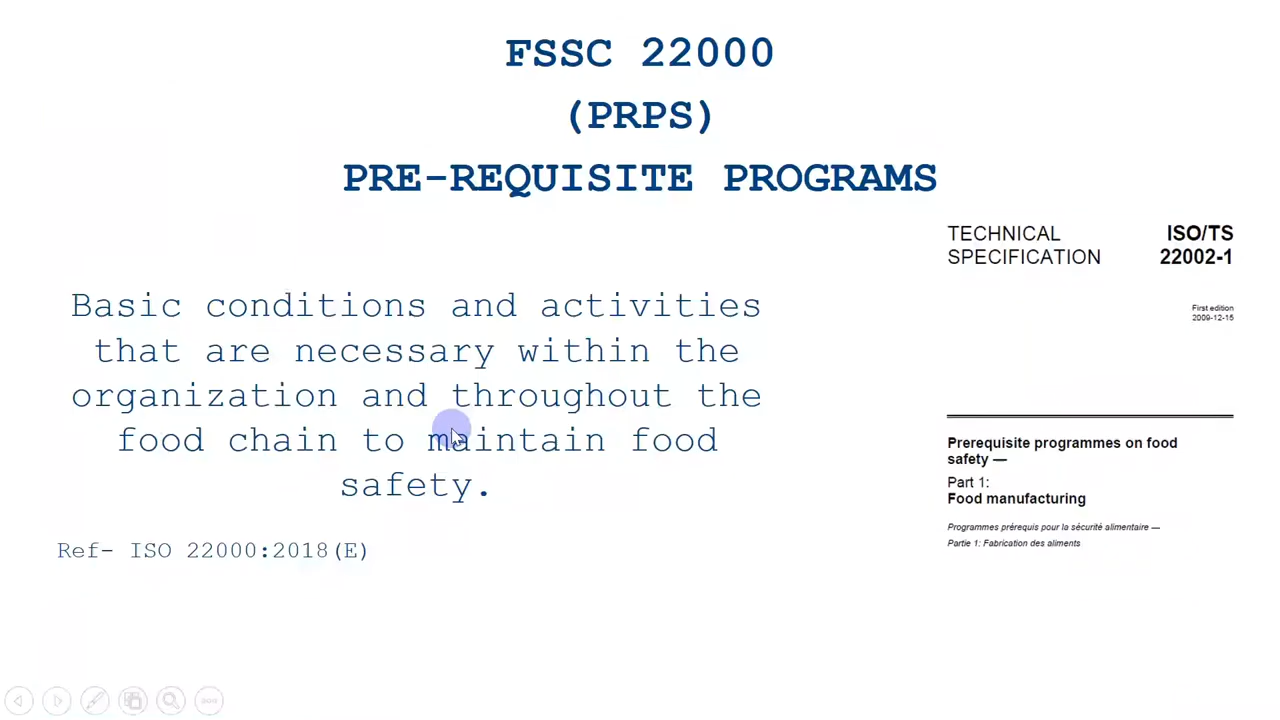 FSSC 22000
(PRPS)
PRE-REQUISITE PROGRAMS
Basic conditions and activities
that are necessary within the
organization and throughout the
food chain to maintain food
safety.
Ref- ISO 22000:2018(E)
TECHNICAL SPECIFICATION
ISO/TS 22002-1
First edition
2009-12-15
Prerequisite programmes on food
safety —
Part 1:
Food manufacturing
Programmes prérequis pour la sécurité alimentaire —
Partie 1: Fabrication des aliments